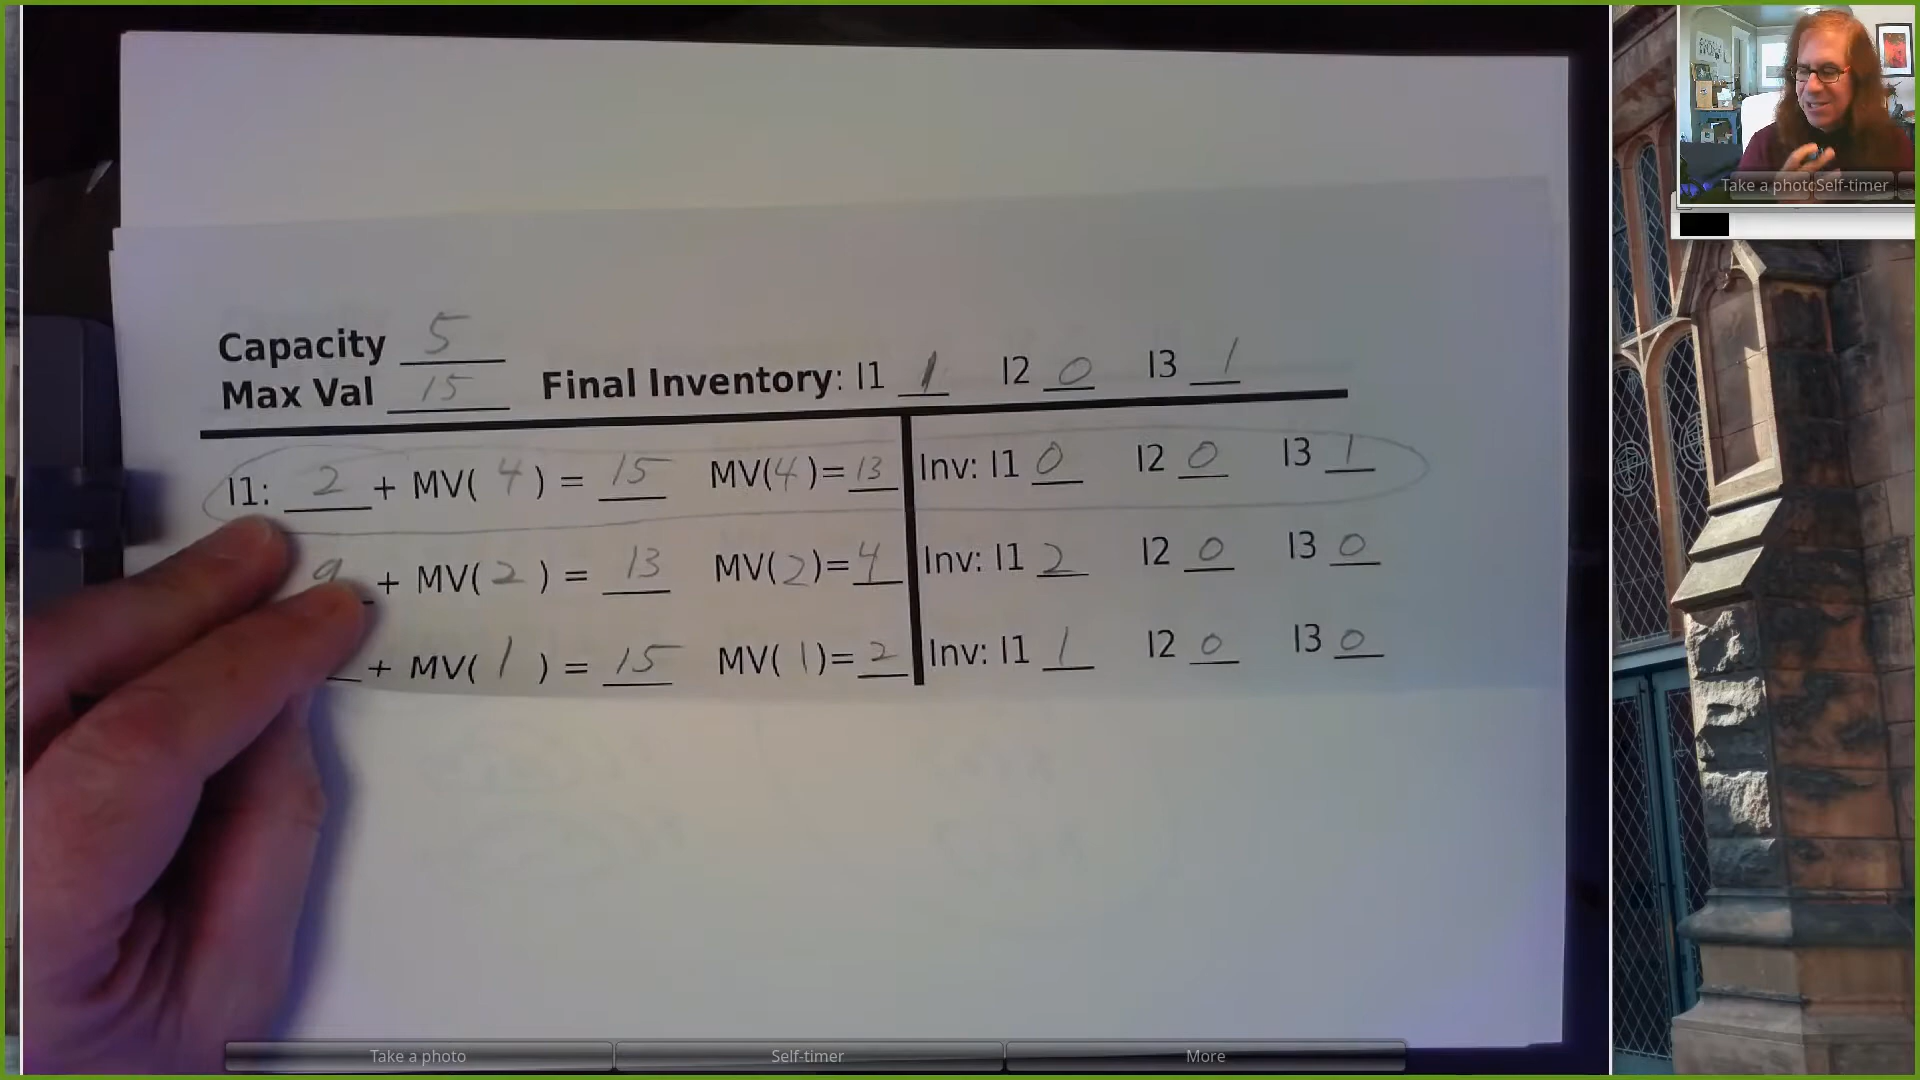 Capacity 5
Max Val 15 Final Inventory: I1 1 I2 0 I3 1
I1: 2 + MV( 4 ) = 15 MV(4)=13 Inv: I1 0 I2 0 I3 1
9 + MV( 2 ) = 13 MV(2)=4 Inv: I1 2 I2 0 I3 0
+ MV( 1 ) = 15 MV( 1 )= 2 Inv: I1 1 I2 0 I3 0
Take a photo Self-timer More
Take a photo Self-timer